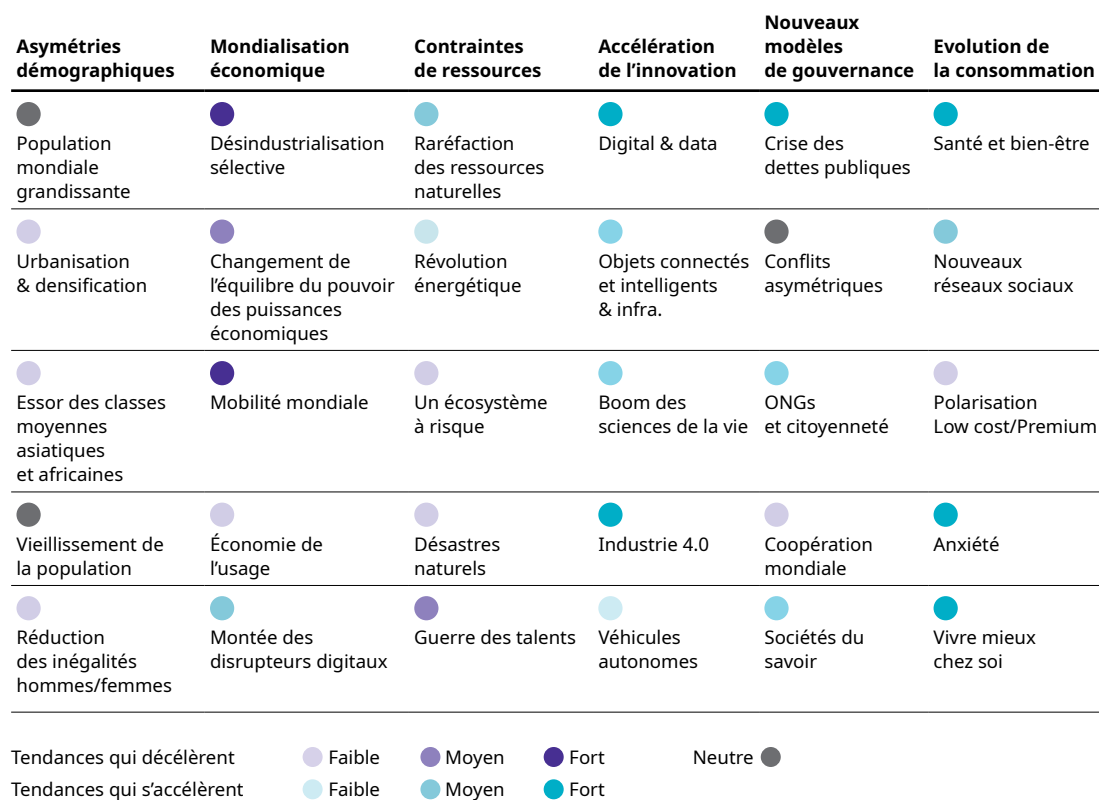 Asymétries
démographiques
Mondialisation
économique
Contraintes
de ressources
Accélération
de l'innovation
Nouveaux
modèles
de gouvernance
Evolution de
la consommation
Population
mondiale
grandissante
Désindustrialisation
sélective
Raréfaction
des ressources
naturelles
Digital & data
Crise des
dettes publiques
Santé et bien-être
Urbanisation
& densification
Changement de
l'équilibre du pouvoir
des puissances
économiques
Révolution
énergétique
Objets connectés
et intelligents
& infra.
Conflits
asymétriques
Nouveaux
réseaux sociaux
Essor des classes
moyennes
asiatiques
et africaines
Mobilité mondiale
Un écosystème
à risque
Boom des
sciences de la vie
ONGs
et citoyenneté
Polarisation
Low cost/Premium
Vieillissement de
la population
Économie de
l'usage
Désastres
naturels
Industrie 4.0
Coopération
mondiale
Anxiété
Réduction
des inégalités
hommes/femmes
Montée des
disrupteurs digitaux
Guerre des talents
Véhicules
autonomes
Sociétés du
savoir
Vivre mieux
chez soi
Tendances qui décélèrent Faible Moyen Fort Neutre
Tendances qui s'accélèrent Faible Moyen Fort